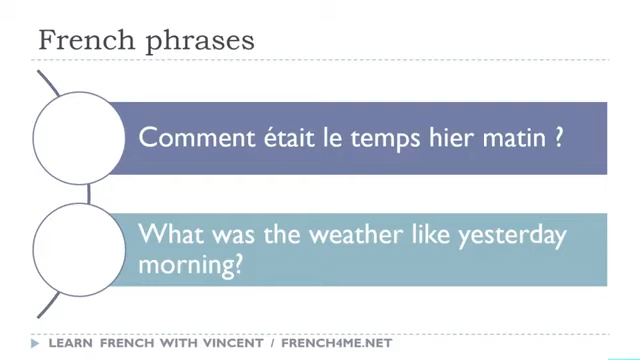 French phrases
Comment était le temps hier matin ?
What was the weather like yesterday
morning?
LEARN FRENCH WITH VINCENT / FRENCH4ME.NET